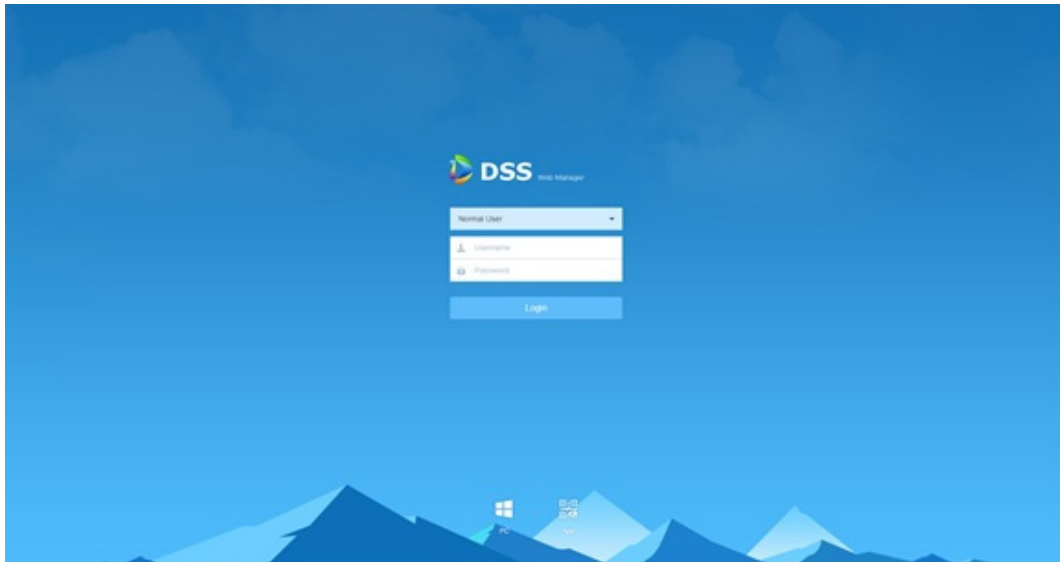 DSS Web Manager
Normal User
Username
Password
Login
PC
App